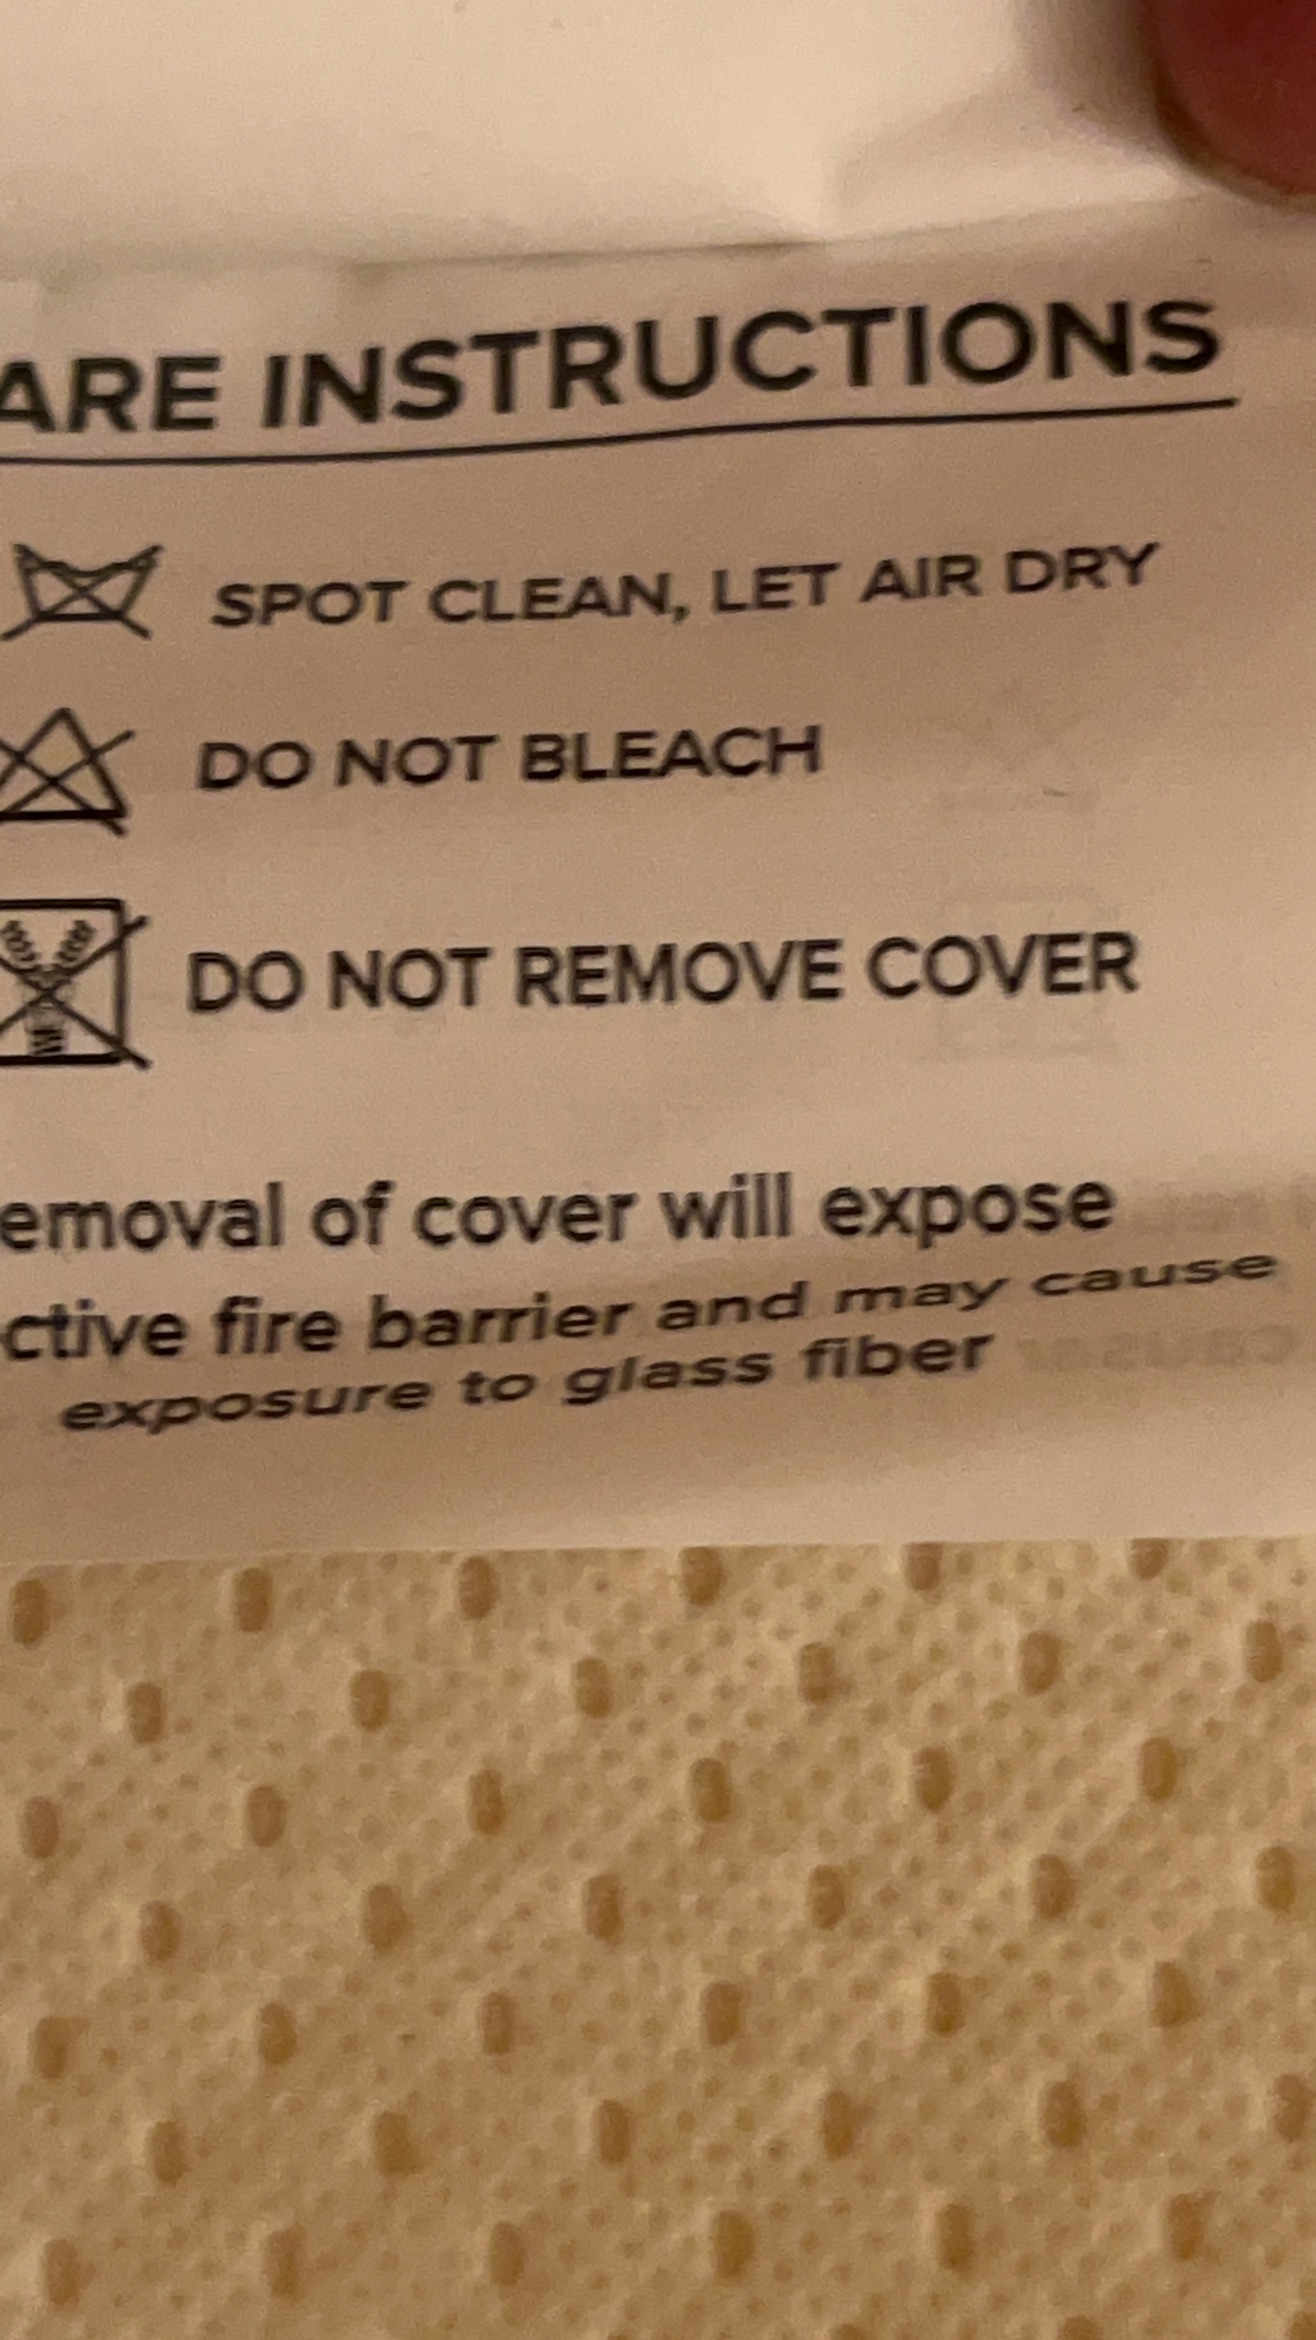 ARE INSTRUCTIONS
SPOT CLEAN, LET AIR DRY
DO NOT BLEACH
DO NOT REMOVE COVER
emoval of cover will expose
ctive fire barrier and may cause
exposure to glass fiber